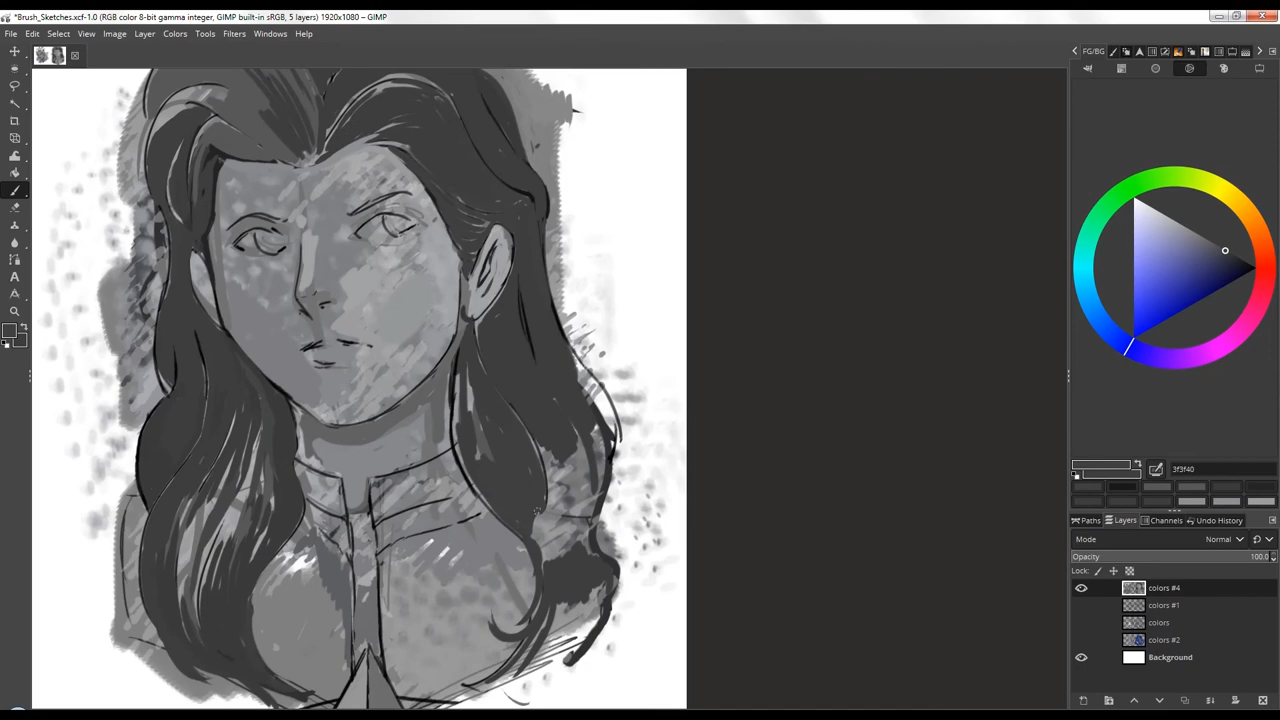 *Brush_Sketches.xcf-1.0 (RGB color 8-bit gamma integer, GIMP built-in sRGB, 5 layers) 1920x1080 – GIMP
File Edit Select View Image Layer Colors Tools Filters Windows Help
FG/BG
3f3f40
Paths Layers Channels Undo History
Mode Normal
Opacity 100.0
Lock:
colors #4
colors #1
colors
colors #2
Background